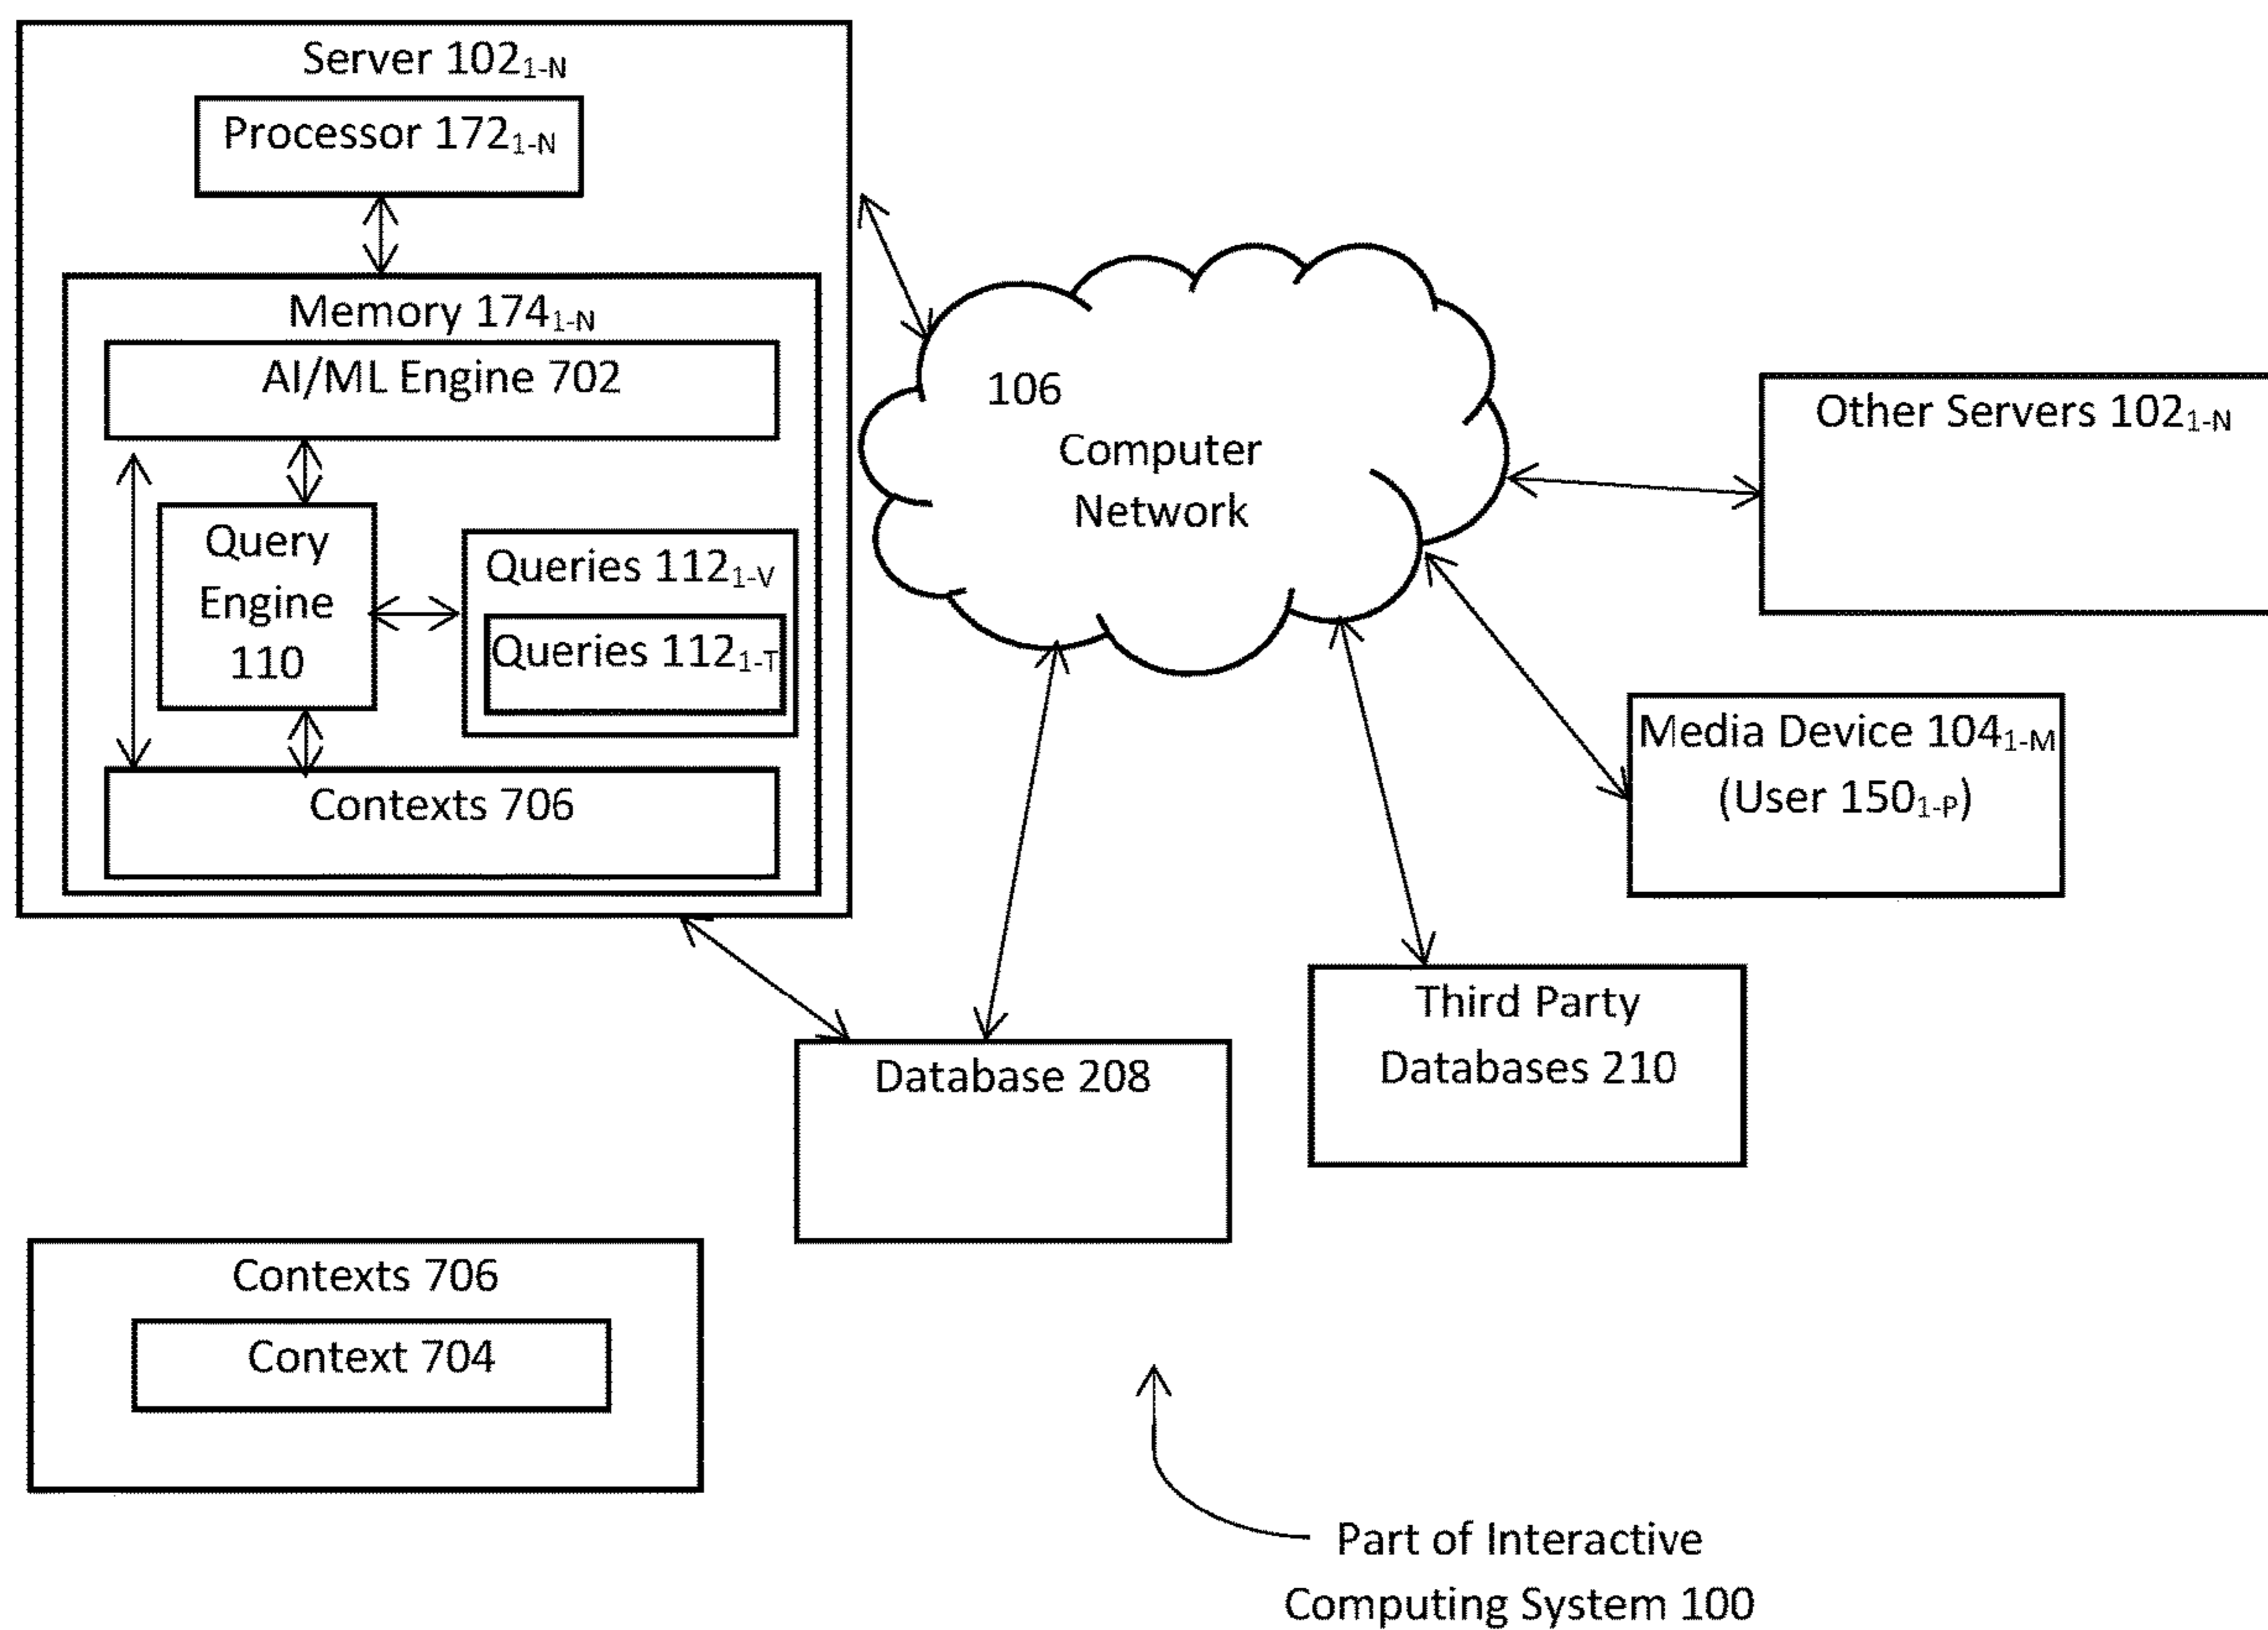 Server 102₁₋N
Processor 172₁₋N
Memory 174₁₋N
AI/ML Engine 702
Query
Engine
110
Queries 112₁₋V
Queries 112₁₋T
Contexts 706
106
Computer
Network
Other Servers 102₁₋N
Media Device 104₁₋M
(User 150₁₋P)
Third Party
Databases 210
Database 208
Contexts 706
Context 704
Part of Interactive
Computing System 100